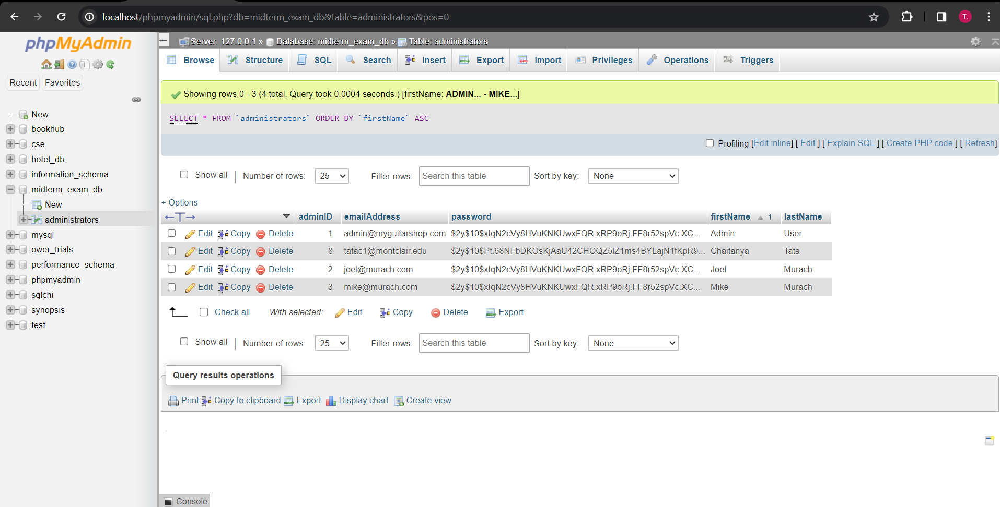 localhost/phpmyadmin/sql.php?db=midterm_exam_db&table=administrators&pos=0
T.
phpMyAdmin
Recent Favorites
New
bookhub
cse
hotel_db
information_schema
midterm_exam_db
New
administrators
mysql
ower_trials
performance_schema
phpmyadmin
sqlchi
synopsis
test
Server: 127.0.0.1 » Database: midterm_exam_db » Table: administrators
Browse Structure SQL Search Insert Export Import Privileges Operations Triggers
Showing rows 0 - 3 (4 total, Query took 0.0004 seconds.) [firstName: ADMIN... - MIKE...]
SELECT * FROM `administrators` ORDER BY `firstName` ASC
Profiling [Edit inline] [ Edit ] [ Explain SQL ] [ Create PHP code ] [ Refresh]
Show all | Number of rows: 25 Filter rows: Search this table Sort by key: None
+ Options
←T→ adminID emailAddress password firstName 1 lastName
Edit Copy Delete 1 admin@myguitarshop.com $2y$10$xIqN2cVy8HVuKNKUwxFQR.xRP9oRj.FF8r52spVc.XC... Admin User
Edit Copy Delete 8 tatac1@montclair.edu $2y$10$Pt.68NFbDKOsKjAaU42CHOQZ5lZ1ms4BYLajN1fKpR9... Chaitanya Tata
Edit Copy Delete 2 joel@murach.com $2y$10$xIqN2cVy8HVuKNKUwxFQR.xRP9oRj.FF8r52spVc.XC... Joel Murach
Edit Copy Delete 3 mike@murach.com $2y$10$xIqN2cVy8HVuKNKUwxFQR.xRP9oRj.FF8r52spVc.XC... Mike Murach
Check all With selected: Edit Copy Delete Export
Show all | Number of rows: 25 Filter rows: Search this table Sort by key: None
Query results operations
Print Copy to clipboard Export Display chart Create view
Console